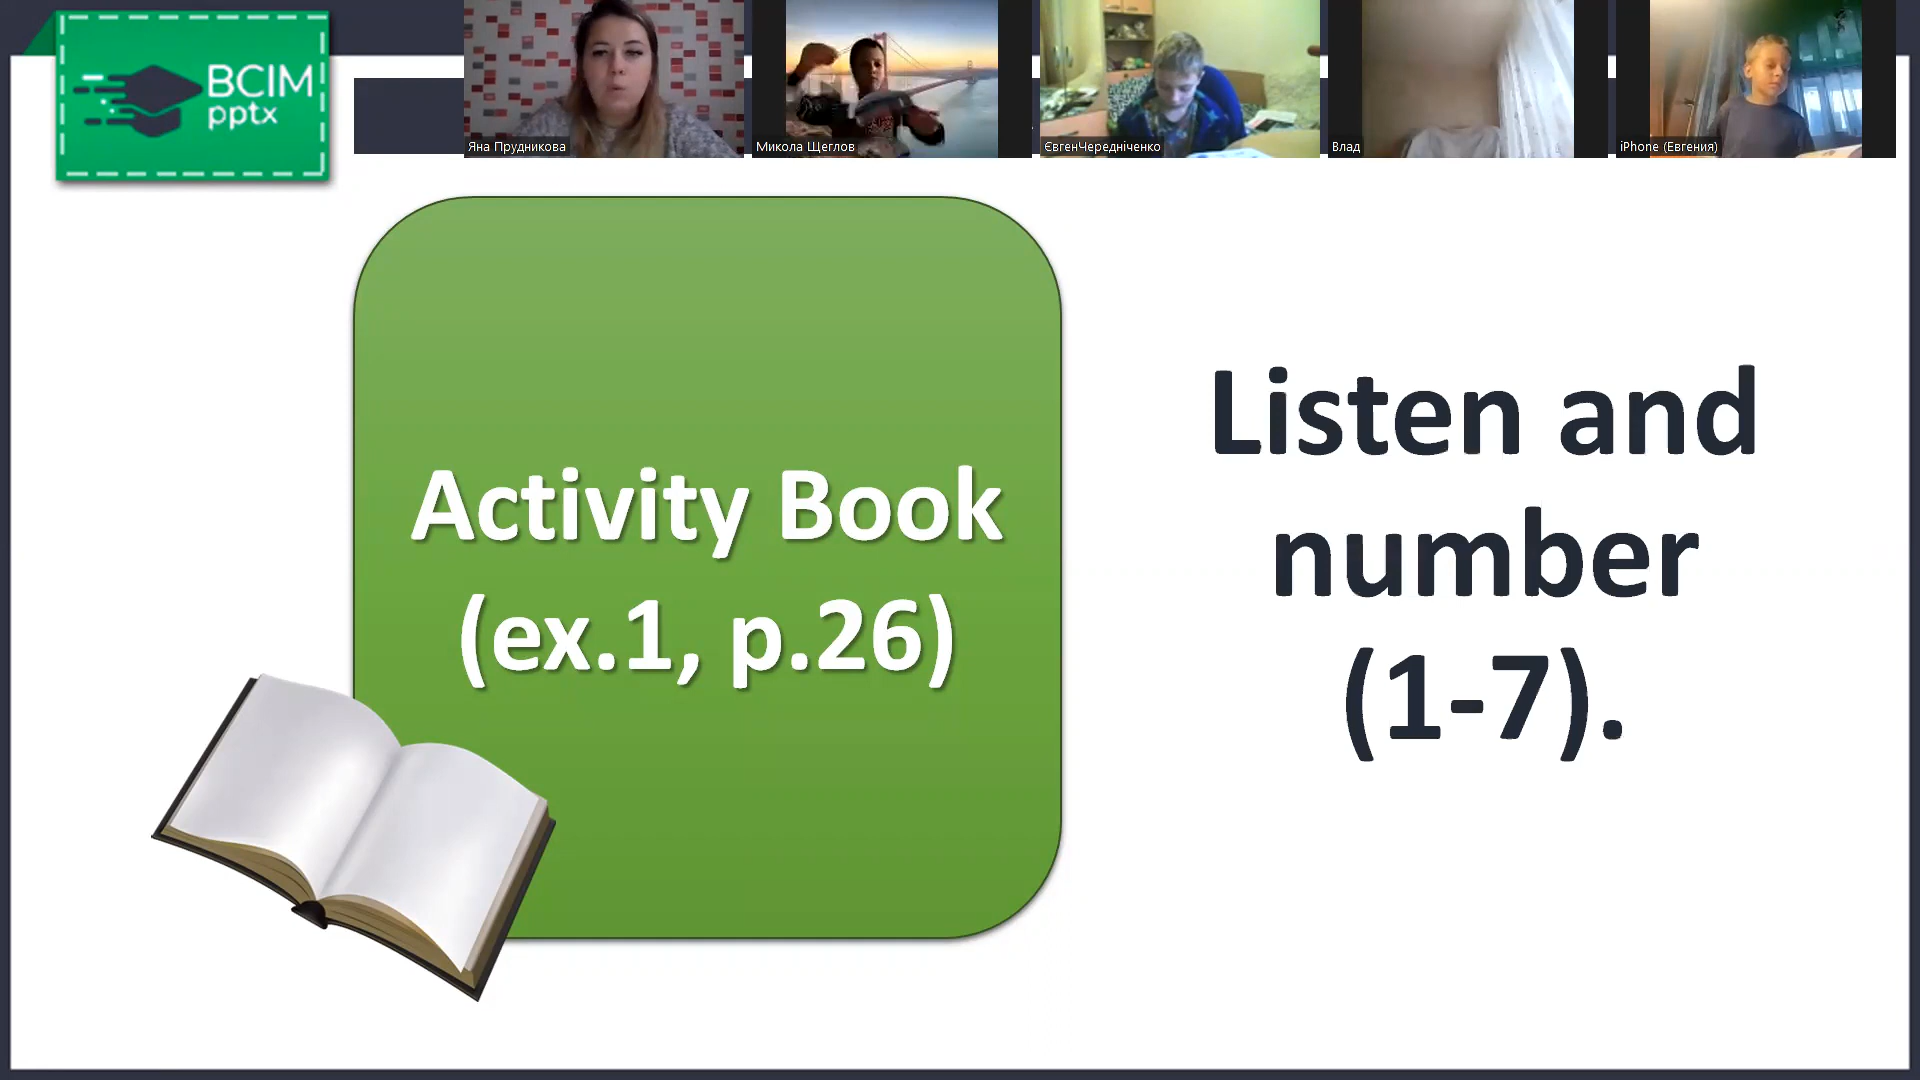 BCIM
pptx
Яна Прудникова
Микола Щеглов
ЄвгенЧередніченко
Влад
iPhone (Евгения)
Activity Book
(ex.1, p.26)
Listen and
number
(1-7).